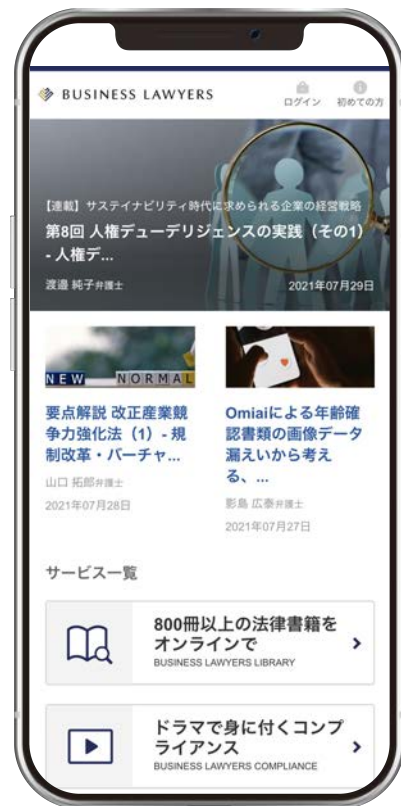 BUSINESS LAWYERS
ログイン
初めての方
【連載】サステイナビリティ時代に求められる企業の経営戦略
第8回 人権デューデリジェンスの実践（その1）
- 人権デ...
渡邉 純子弁護士
2021年07月29日
NEW NORMAL
要点解説 改正産業競
争力強化法（1）- 規
制改革・バーチャ...
山口 拓郎弁護士
2021年07月28日
Omiaiによる年齢確
認書類の画像データ
漏えいから考え
る、...
影島 広泰弁護士
2021年07月27日
サービス一覧
800冊以上の法律書籍を
オンラインで
BUSINESS LAWYERS LIBRARY
ドラマで身に付くコンプ
ライアンス
BUSINESS LAWYERS COMPLIANCE